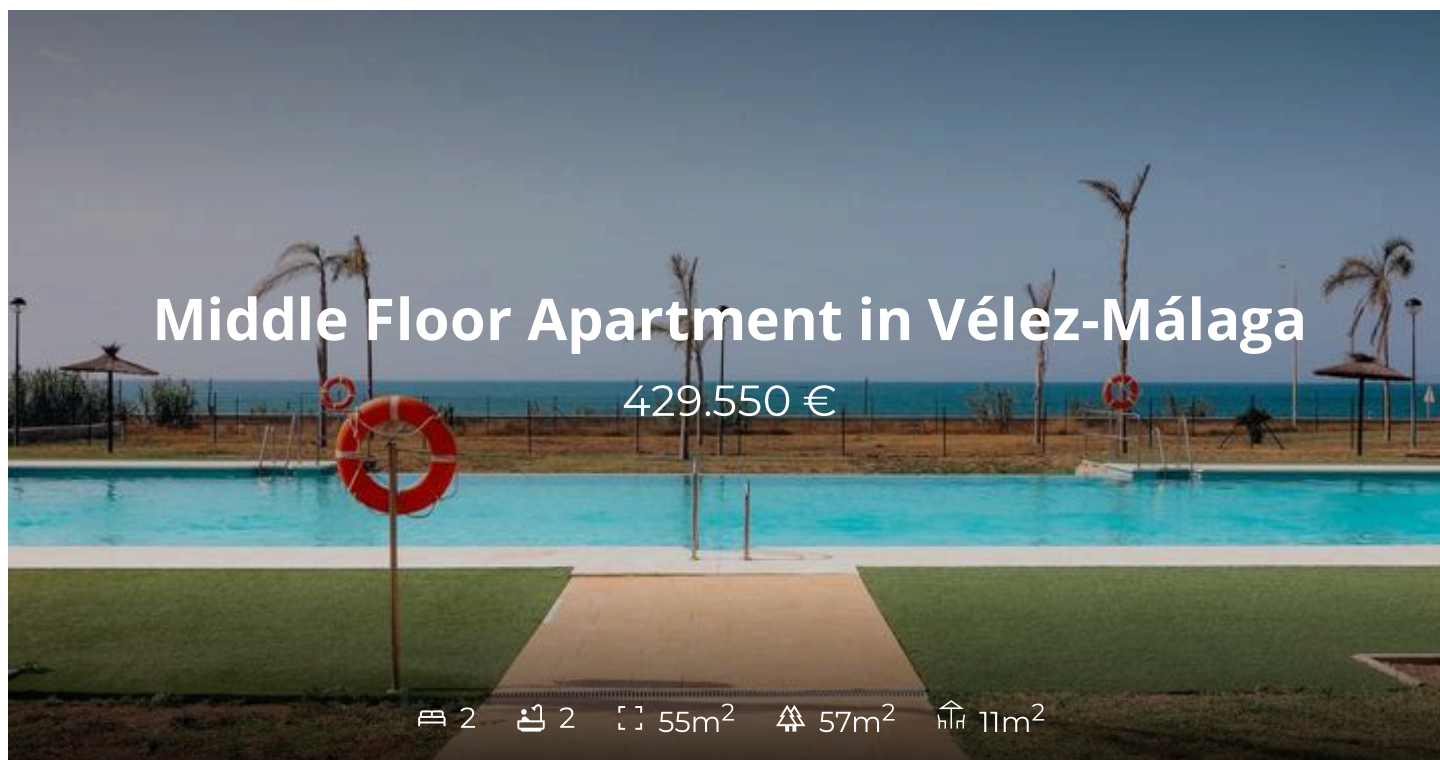 Middle Floor Apartment in Vélez-Málaga
429.550 €
2 2 55m² 57m² 11m²